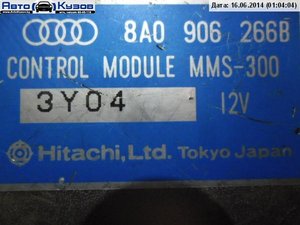 Авто Кузов
Дата: 16.06.2014 (01:04:04)
8A0 906 266B
CONTROL MODULE MMS-300
3Y04 12V
Hitachi, Ltd. Tokyo Japan